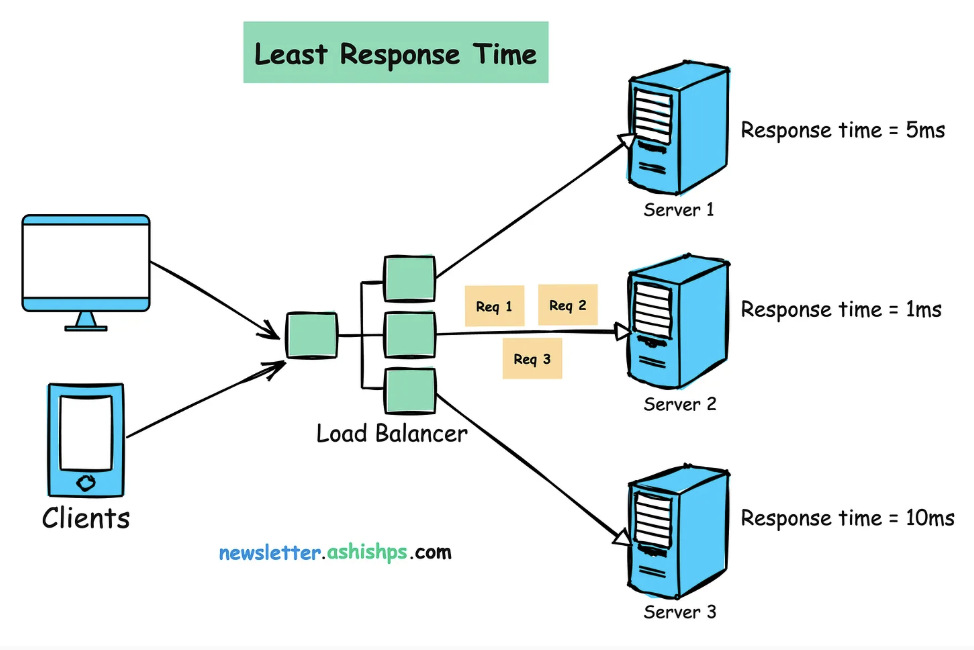 Least Response Time
Response time = 5ms
Server 1
Req 1
Req 2
Response time = 1ms
Req 3
Server 2
Load Balancer
Clients
Response time = 10ms
newsletter.ashishps.com
Server 3